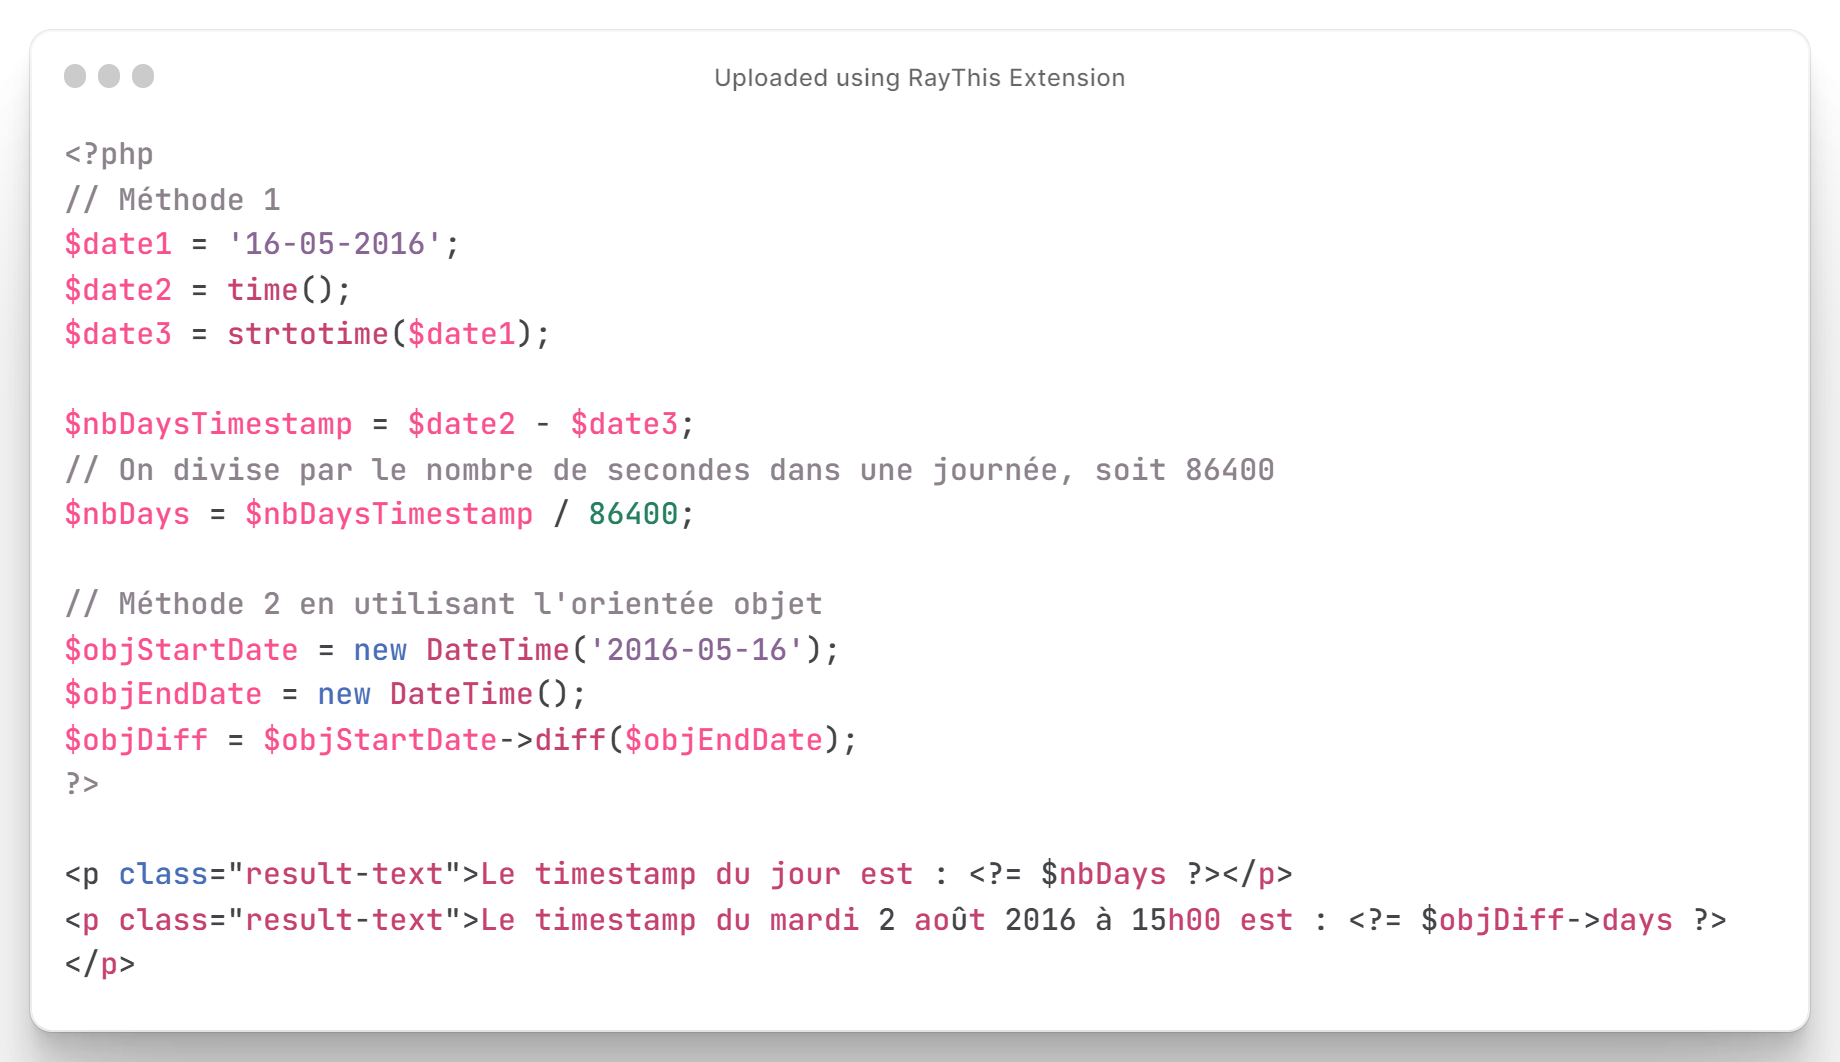 Uploaded using RayThis Extension
<?php
// Méthode 1
$date1 = '16-05-2016';
$date2 = time();
$date3 = strtotime($date1);
$nbDaysTimestamp = $date2 - $date3;
// On divise par le nombre de secondes dans une journée, soit 86400
$nbDays = $nbDaysTimestamp / 86400;
// Méthode 2 en utilisant l'orientée objet
$objStartDate = new DateTime('2016-05-16');
$objEndDate = new DateTime();
$objDiff = $objStartDate->diff($objEndDate);
?>
<p class="result-text">Le timestamp du jour est : <?= $nbDays ?></p>
<p class="result-text">Le timestamp du mardi 2 août 2016 à 15h00 est : <?= $objDiff->days ?>
</p>